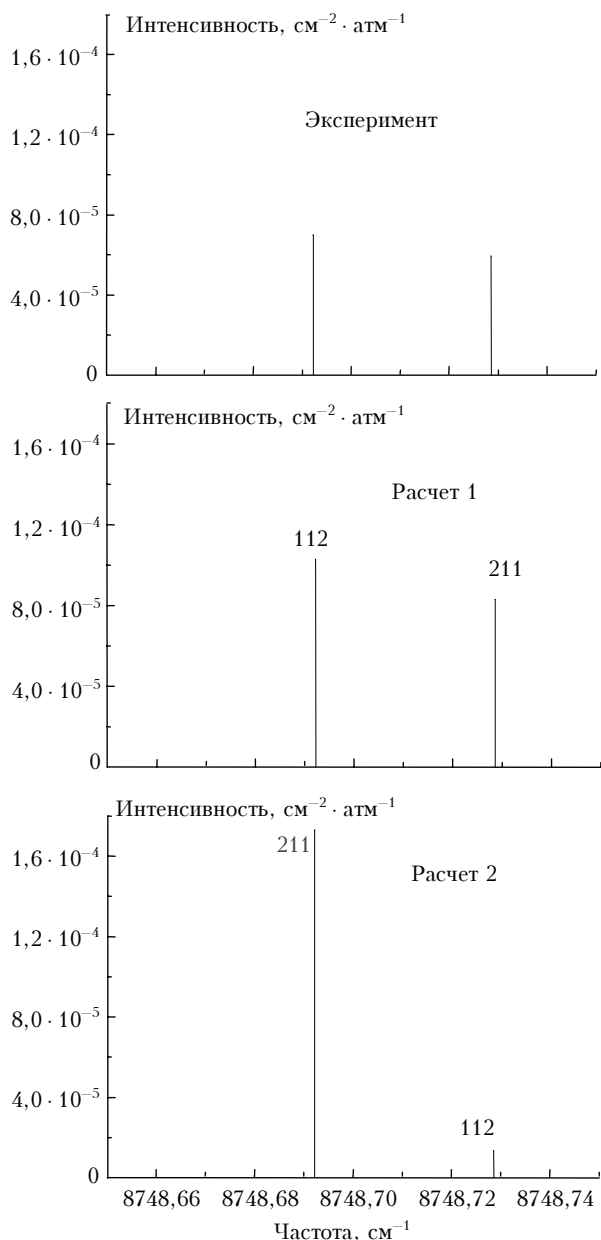 Интенсивность, см⁻² · атм⁻¹
1,6 · 10⁻⁴
Эксперимент
1,2 · 10⁻⁴
8,0 · 10⁻⁵
4,0 · 10⁻⁵
0
Интенсивность, см⁻² · атм⁻¹
1,6 · 10⁻⁴
Расчет 1
1,2 · 10⁻⁴
112
211
8,0 · 10⁻⁵
4,0 · 10⁻⁵
0
Интенсивность, см⁻² · атм⁻¹
211
1,6 · 10⁻⁴
Расчет 2
1,2 · 10⁻⁴
8,0 · 10⁻⁵
4,0 · 10⁻⁵
112
0
8748,66 8748,68 8748,70 8748,72 8748,74
Частота, см⁻¹